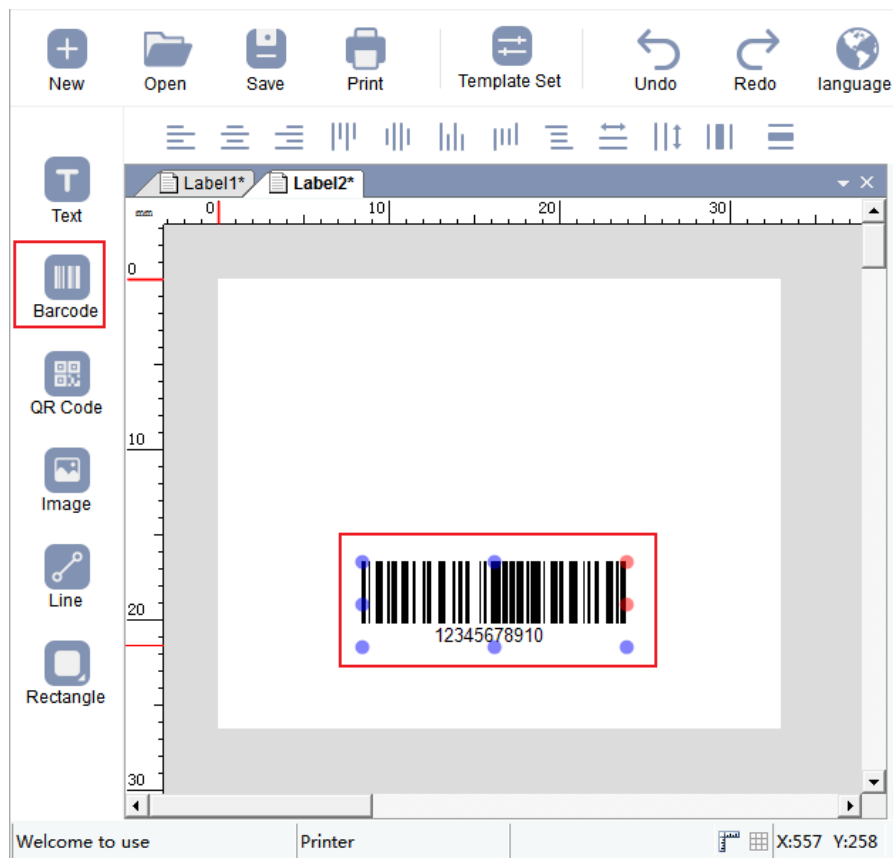 New Open Save Print Template Set Undo Redo language
Text
Barcode
QR Code
Image
Line
Rectangle
Label1* Label2*
mm 0 10 20 30
0
10
20
30
12345678910
Welcome to use Printer X:557 Y:258